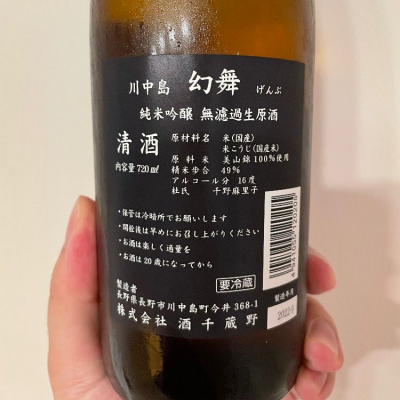 川中島 幻舞 げんぶ
純米吟醸 無濾過生原酒
清酒
内容量720ml
原材料名 米(国産)
米こうじ(国産米)
原料米 美山錦100%使用
精米歩合 49%
アルコール分 16度
杜氏 千野麻里子
・保管は冷暗所でお願いします
・開栓後は早めにお召し上がりください
・お酒は楽しく適量を
・お酒は20歳になってから
要冷蔵
製造者
長野県長野市川中島町今井368-1
株式会社 酒千蔵野
製造年月
4941055120205